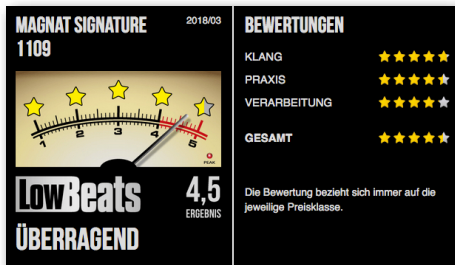 MAGNAT SIGNATURE
1109
2018/03
1 2 3 4 5
PEAK
LowBeats
4,5
ERGEBNIS
ÜBERRAGEND
BEWERTUNGEN
KLANG
PRAXIS
VERARBEITUNG
GESAMT
Die Bewertung bezieht sich immer auf die
jeweilige Preisklasse.